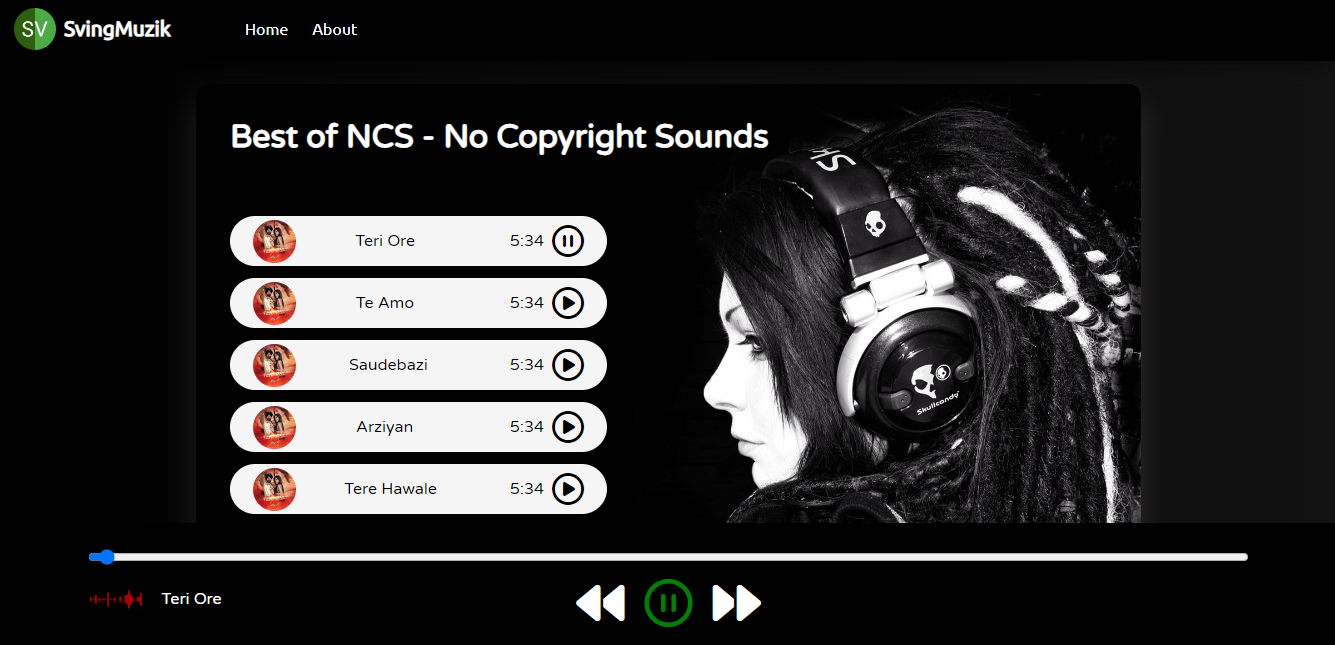 SV SvingMuzik Home About
Best of NCS - No Copyright Sounds
Teri Ore 5:34
Te Amo 5:34
Saudebazi 5:34
Arziyan 5:34
Tere Hawale 5:34
SH
Skullcandy
Teri Ore